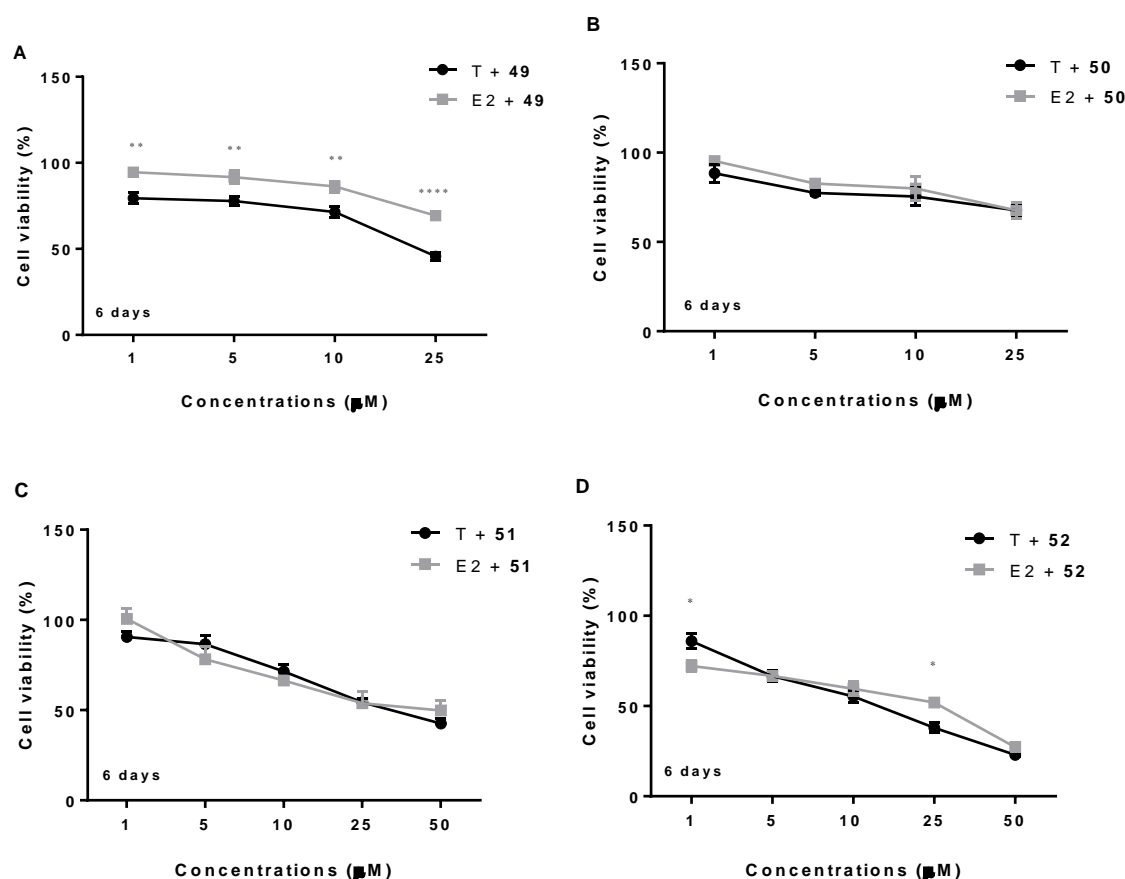 A
T + 49
E2 + 49
Cell viability (%)
150
100
50
0
**
**
**
****
6 days
1 5 10 25
Concentrations (μM)
B
T + 50
E2 + 50
Cell viability (%)
150
100
50
0
6 days
1 5 10 25
Concentrations (μM)
C
T + 51
E2 + 51
Cell viability (%)
150
100
50
0
6 days
1 5 10 25 50
Concentrations (μM)
D
T + 52
E2 + 52
Cell viability (%)
150
100
50
0
*
*
6 days
1 5 10 25 50
Concentrations (μM)